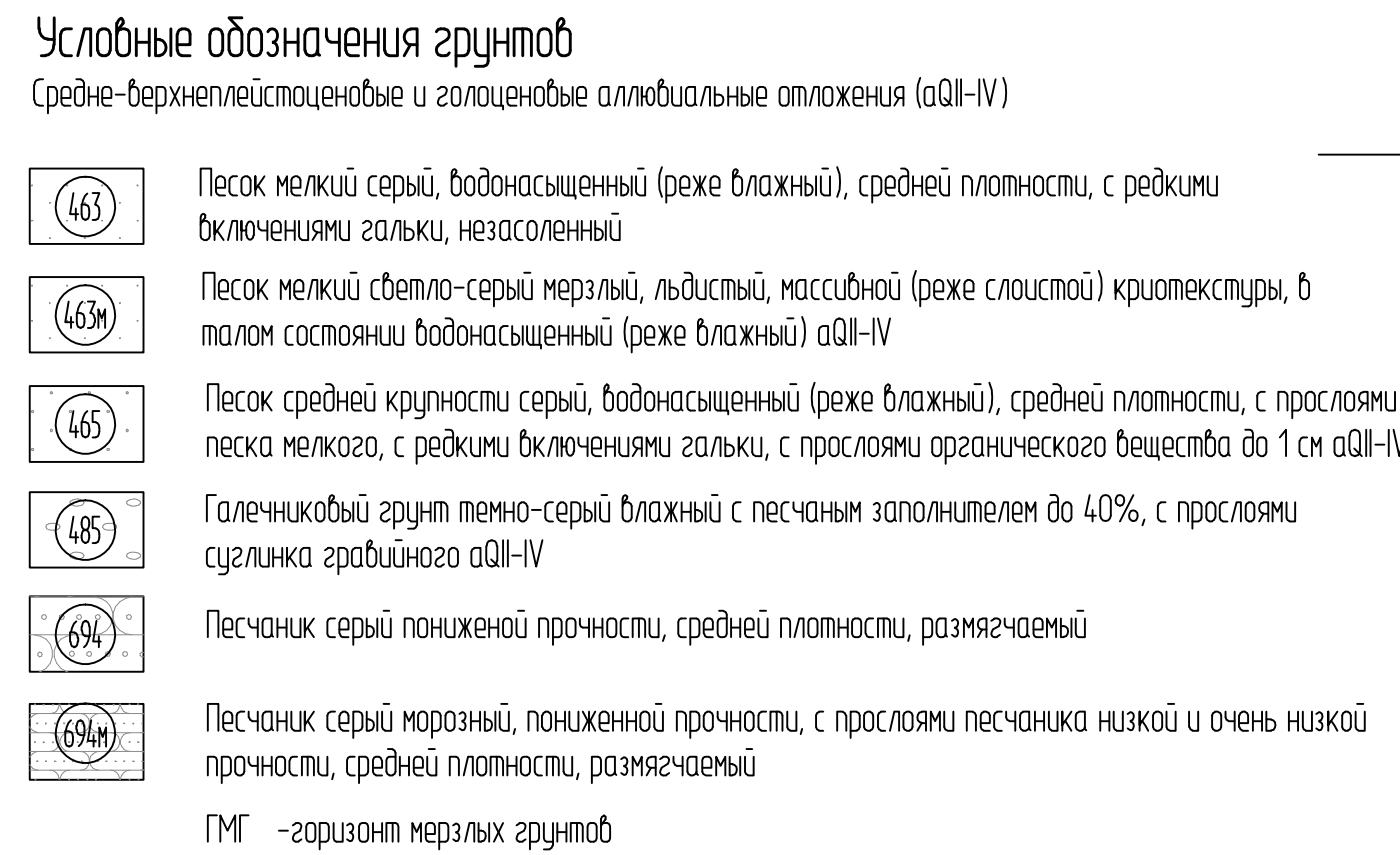 Условные обозначения грунтов
Средне-верхнеплейстоценовые и голоценовые аллювиальные отложения (aQII-IV)
463
Песок мелкий серый, водонасыщенный (реже влажный), средней плотности, с редкими
включениями гальки, незасоленный
463м
Песок мелкий светло-серый мерзлый, льдистый, массивной (реже слоистой) криотекстуры, в
талом состоянии водонасыщенный (реже влажный) aQII-IV
465
Песок средней крупности серый, водонасыщенный (реже влажный), средней плотности, с прослоями
песка мелкого, с редкими включениями гальки, с прослоями органического вещества до 1 см aQII-IV
485
Галечниковый грунт темно-серый влажный с песчаным заполнителем до 40%, с прослоями
суглинка гравийного aQII-IV
694
Песчаник серый пониженой прочности, средней плотности, размягчаемый
694м
Песчаник серый морозный, пониженной прочности, с прослоями песчаника низкой и очень низкой
прочности, средней плотности, размягчаемый
ГМГ -горизонт мерзлых грунтов